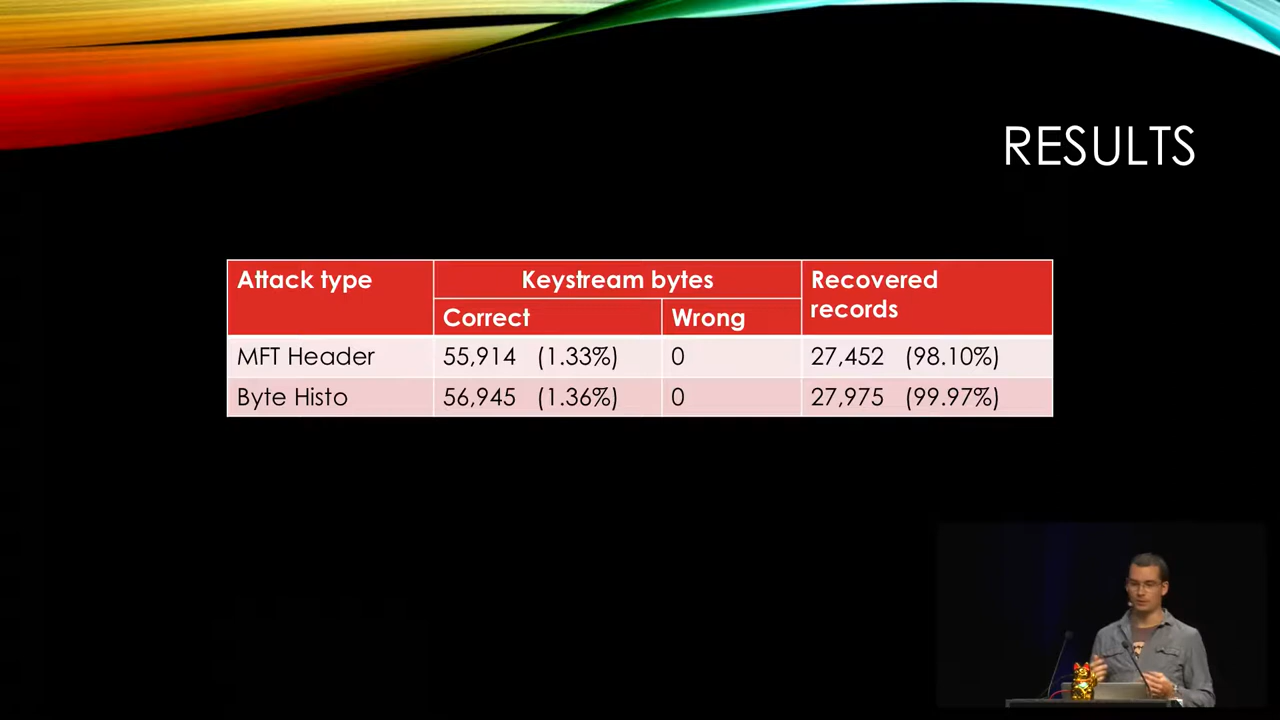 RESULTS
Attack type
Keystream bytes
Recovered
records
Correct
Wrong
MFT Header
55,914 (1.33%)
0
27,452 (98.10%)
Byte Histo
56,945 (1.36%)
0
27,975 (99.97%)